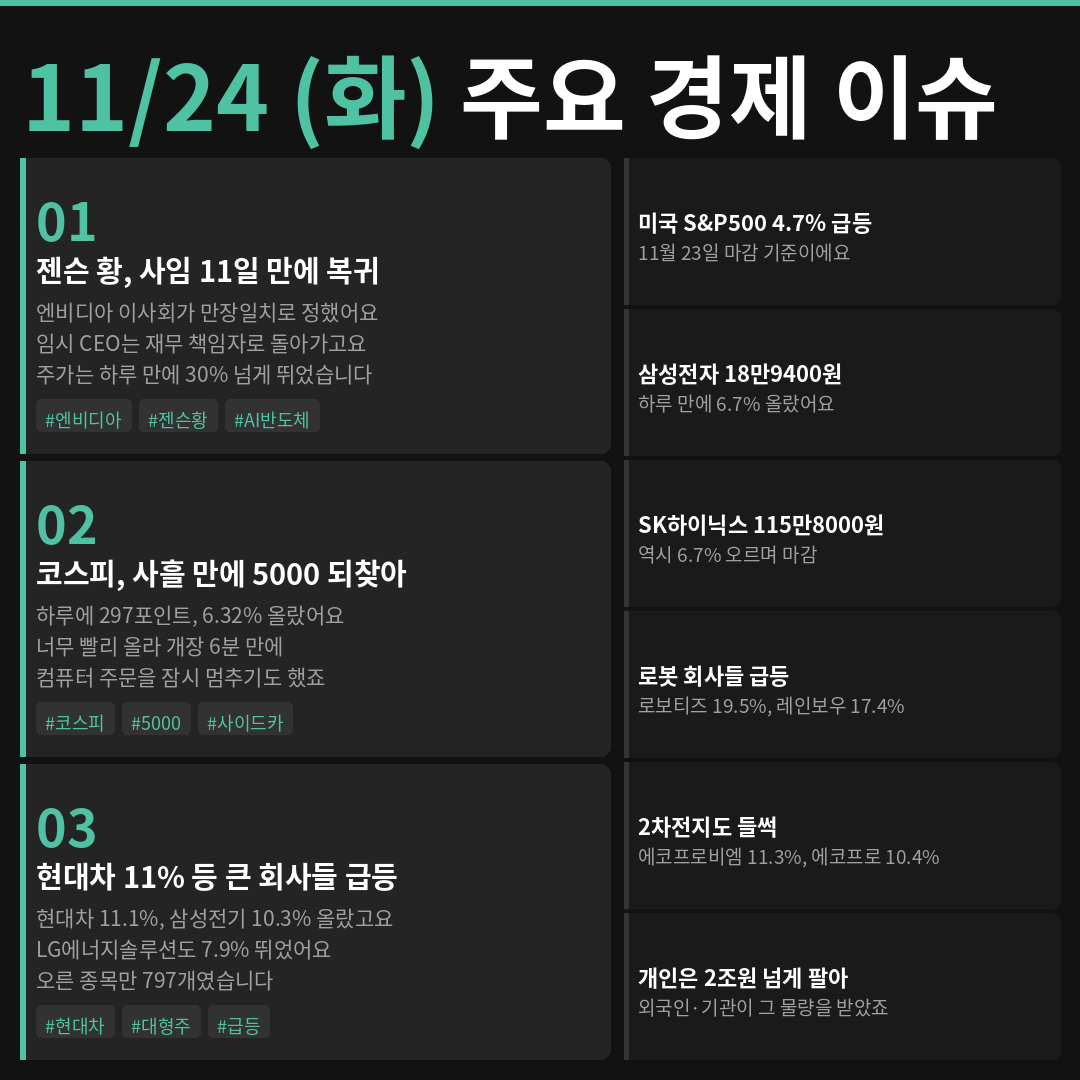 11/24 (화) 주요 경제 이슈
01
젠슨 황, 사임 11일 만에 복귀
엔비디아 이사회가 만장일치로 정했어요
임시 CEO는 재무 책임자로 돌아가고요
주가는 하루 만에 30% 넘게 뛰었습니다
#엔비디아 #젠슨황 #AI반도체
02
코스피, 사흘 만에 5000 되찾아
하루에 297포인트, 6.32% 올랐어요
너무 빨리 올라 개장 6분 만에
컴퓨터 주문을 잠시 멈추기도 했죠
#코스피 #5000 #사이드카
03
현대차 11% 등 큰 회사들 급등
현대차 11.1%, 삼성전기 10.3% 올랐고요
LG에너지솔루션도 7.9% 뛰었어요
오른 종목만 797개였습니다
#현대차 #대형주 #급등
미국 S&P500 4.7% 급등
11월 23일 마감 기준이에요
삼성전자 18만9400원
하루 만에 6.7% 올랐어요
SK하이닉스 115만8000원
역시 6.7% 오르며 마감
로봇 회사들 급등
로보티즈 19.5%, 레인보우 17.4%
2차전지도 들썩
에코프로비엠 11.3%, 에코프로 10.4%
개인은 2조원 넘게 팔아
외국인·기관이 그 물량을 받았죠